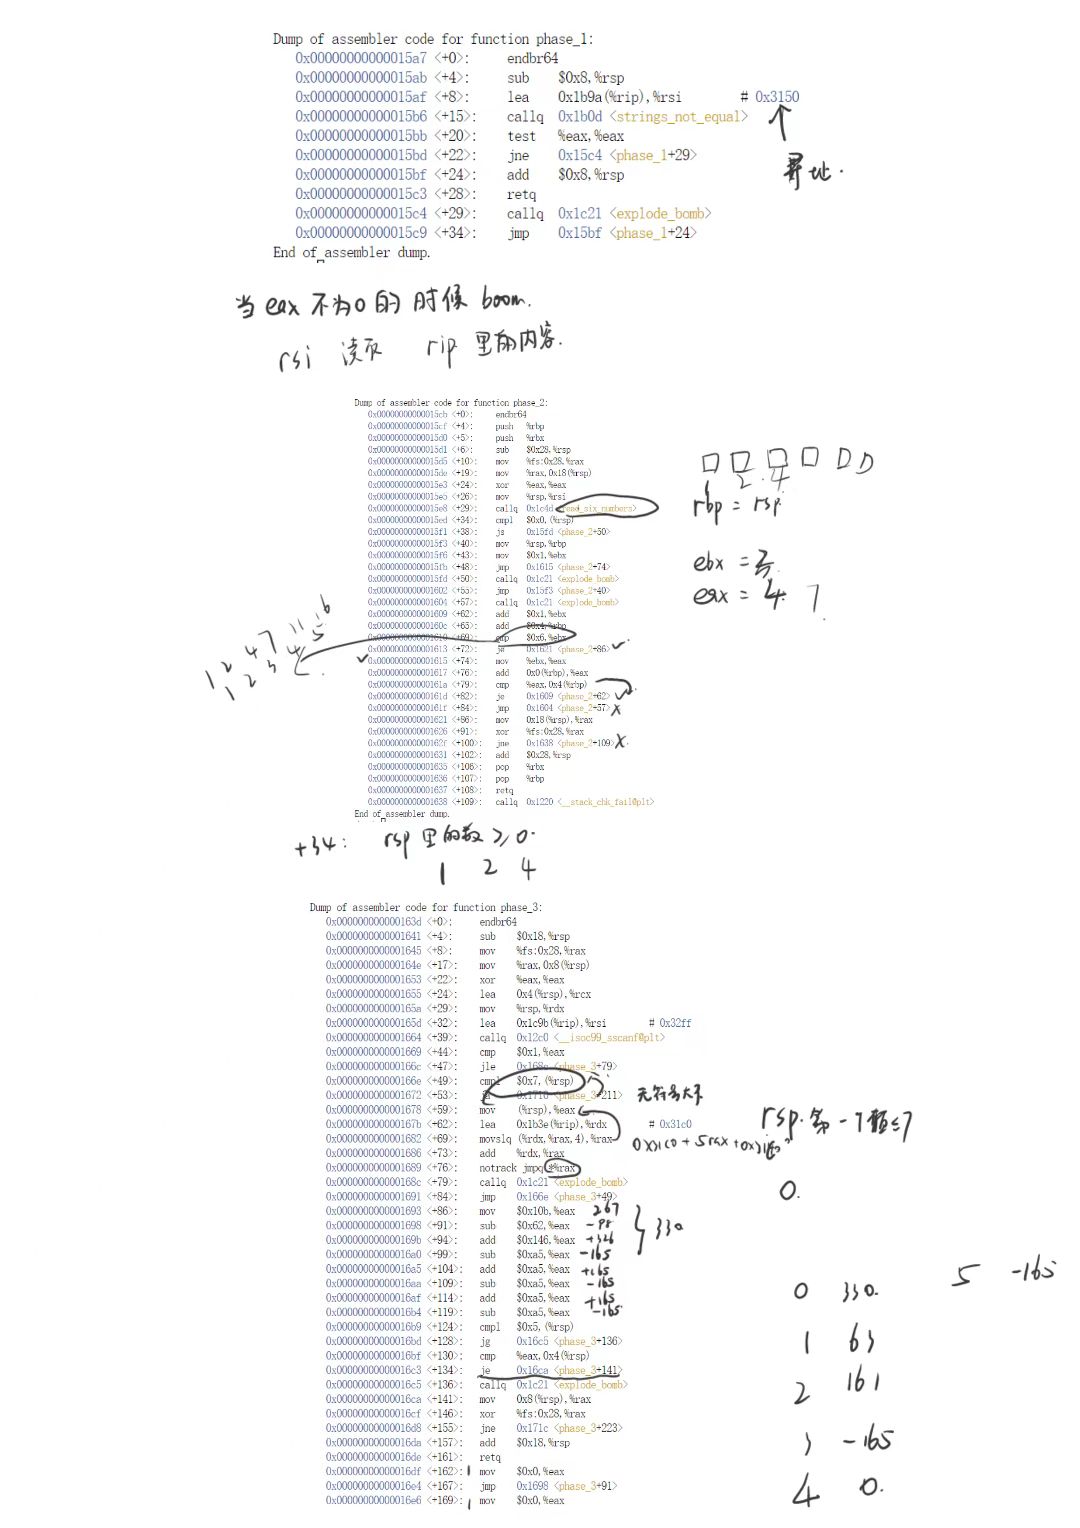 Dump of assembler code for function phase_1:
0x00000000000015a7 <+0>: endbr64
0x00000000000015ab <+4>: sub $0x8,%rsp
0x00000000000015af <+8>: lea 0x1b9a(%rip),%rsi # 0x3150
0x00000000000015b6 <+15>: callq 0x1b0d <strings_not_equal>
0x00000000000015bb <+20>: test %eax,%eax
0x00000000000015bd <+22>: jne 0x15c4 <phase_1+29>
0x00000000000015bf <+24>: add $0x8,%rsp
0x00000000000015c3 <+28>: retq
0x00000000000015c4 <+29>: callq 0x1c21 <explode_bomb>
0x00000000000015c9 <+34>: jmp 0x15bf <phase_1+24>
End of assembler dump.
当 eax 不为0的时候 boom.
rsi 读取 rip 里的内容.
Dump of assembler code for function phase_2:
0x00000000000015cb <+0>: endbr64
0x00000000000015cf <+4>: push %rbp
0x00000000000015d0 <+5>: push %rbx
0x00000000000015d1 <+6>: sub $0x28,%rsp
0x00000000000015d5 <+10>: mov %fs:0x28,%rax
0x00000000000015de <+19>: mov %rax,0x18(%rsp)
0x00000000000015e3 <+24>: xor %eax,%eax
0x00000000000015e5 <+26>: mov %rsp,%rsi
0x00000000000015e8 <+29>: callq 0x1c4d <read_six_numbers>
0x00000000000015ed <+34>: cmpl $0x0,(%rsp)
0x00000000000015f1 <+38>: js 0x15fd <phase_2+50>
0x00000000000015f3 <+40>: mov %rsp,%rbp
0x00000000000015f6 <+43>: mov $0x1,%ebx
0x00000000000015fb <+48>: jmp 0x1615 <phase_2+74>
0x00000000000015fd <+50>: callq 0x1c21 <explode_bomb>
0x0000000000001602 <+55>: jmp 0x15f3 <phase_2+40>
0x0000000000001604 <+57>: callq 0x1c21 <explode_bomb>
0x0000000000001609 <+62>: add $0x1,%ebx
0x000000000000160c <+65>: add $0x4,%rbp
0x0000000000001610 <+69>: cmp $0x6,%ebx
0x0000000000001613 <+72>: je 0x1621 <phase_2+86>
0x0000000000001615 <+74>: mov %ebx,%eax
0x0000000000001617 <+76>: add 0x0(%rbp),%eax
0x000000000000161a <+79>: cmp %eax,0x4(%rbp)
0x000000000000161d <+82>: je 0x1609 <phase_2+62>
0x000000000000161f <+84>: jmp 0x1604 <phase_2+57>
0x0000000000001621 <+86>: mov 0x18(%rsp),%rax
0x0000000000001626 <+91>: xor %fs:0x28,%rax
0x000000000000162f <+100>: jne 0x1638 <phase_2+109>
0x0000000000001631 <+102>: add $0x28,%rsp
0x0000000000001635 <+106>: pop %rbx
0x0000000000001636 <+107>: pop %rbp
0x0000000000001637 <+108>: retq
0x0000000000001638 <+109>: callq 0x1220 <__stack_chk_fail@plt>
End of assembler dump.
2 4
rbp = rsp
ebx =
eax = 4. 7
1 2 4 7 11 16
1 2 3 4 5
+34: rsp 里的数 ≥ 0.
1 2 4
Dump of assembler code for function phase_3:
0x000000000000163d <+0>: endbr64
0x0000000000001641 <+4>: sub $0x18,%rsp
0x0000000000001645 <+8>: mov %fs:0x28,%rax
0x000000000000164e <+17>: mov %rax,0x8(%rsp)
0x0000000000001653 <+22>: xor %eax,%eax
0x0000000000001655 <+24>: lea 0x4(%rsp),%rcx
0x000000000000165a <+29>: mov %rsp,%rdx
0x000000000000165d <+32>: lea 0x1c9b(%rip),%rsi # 0x32ff
0x0000000000001664 <+39>: callq 0x12c0 <__isoc99_sscanf@plt>
0x0000000000001669 <+44>: cmp $0x1,%eax
0x000000000000166c <+47>: jle 0x168c <phase_3+79>
0x000000000000166e <+49>: cmpl $0x7,(%rsp)
0x0000000000001672 <+53>: ja 0x1710 <phase_3+211> 无符号大于
0x0000000000001678 <+59>: mov (%rsp),%eax
0x000000000000167b <+62>: lea 0x1b3e(%rip),%rdx # 0x31c0
0x0000000000001682 <+69>: movslq (%rdx,%rax,4),%rax
0x0000000000001686 <+73>: add %rdx,%rax
0x0000000000001689 <+76>: notrack jmpq *%rax
0x000000000000168c <+79>: callq 0x1c21 <explode_bomb>
0x0000000000001691 <+84>: jmp 0x166e <phase_3+49>
0x0000000000001693 <+86>: mov $0x10b,%eax 267
0x0000000000001698 <+91>: sub $0x62,%eax -98
0x000000000000169b <+94>: add $0x146,%eax +326
0x00000000000016a0 <+99>: sub $0xa5,%eax -165
330
0x00000000000016a5 <+104>: add $0xa5,%eax +165
0x00000000000016aa <+109>: sub $0xa5,%eax -165
0x00000000000016af <+114>: add $0xa5,%eax +165
0x00000000000016b4 <+119>: sub $0xa5,%eax -165
0x00000000000016b9 <+124>: cmpl $0x5,(%rsp)
0x00000000000016bd <+128>: jg 0x16c5 <phase_3+136>
0x00000000000016bf <+130>: cmp %eax,0x4(%rsp)
0x00000000000016c3 <+134>: je 0x16ca <phase_3+141>
0x00000000000016c5 <+136>: callq 0x1c21 <explode_bomb>
0x00000000000016ca <+141>: mov 0x8(%rsp),%rax
0x00000000000016cf <+146>: xor %fs:0x28,%rax
0x00000000000016d8 <+155>: jne 0x171c <phase_3+223>
0x00000000000016da <+157>: add $0x18,%rsp
0x00000000000016de <+161>: retq
0x00000000000016df <+162>: mov $0x0,%eax
0x00000000000016e4 <+167>: jmp 0x1698 <phase_3+91>
0x00000000000016e6 <+169>: mov $0x0,%eax
0.
0 330.
5 -165
1 63
2 161
3 -165
4 0.